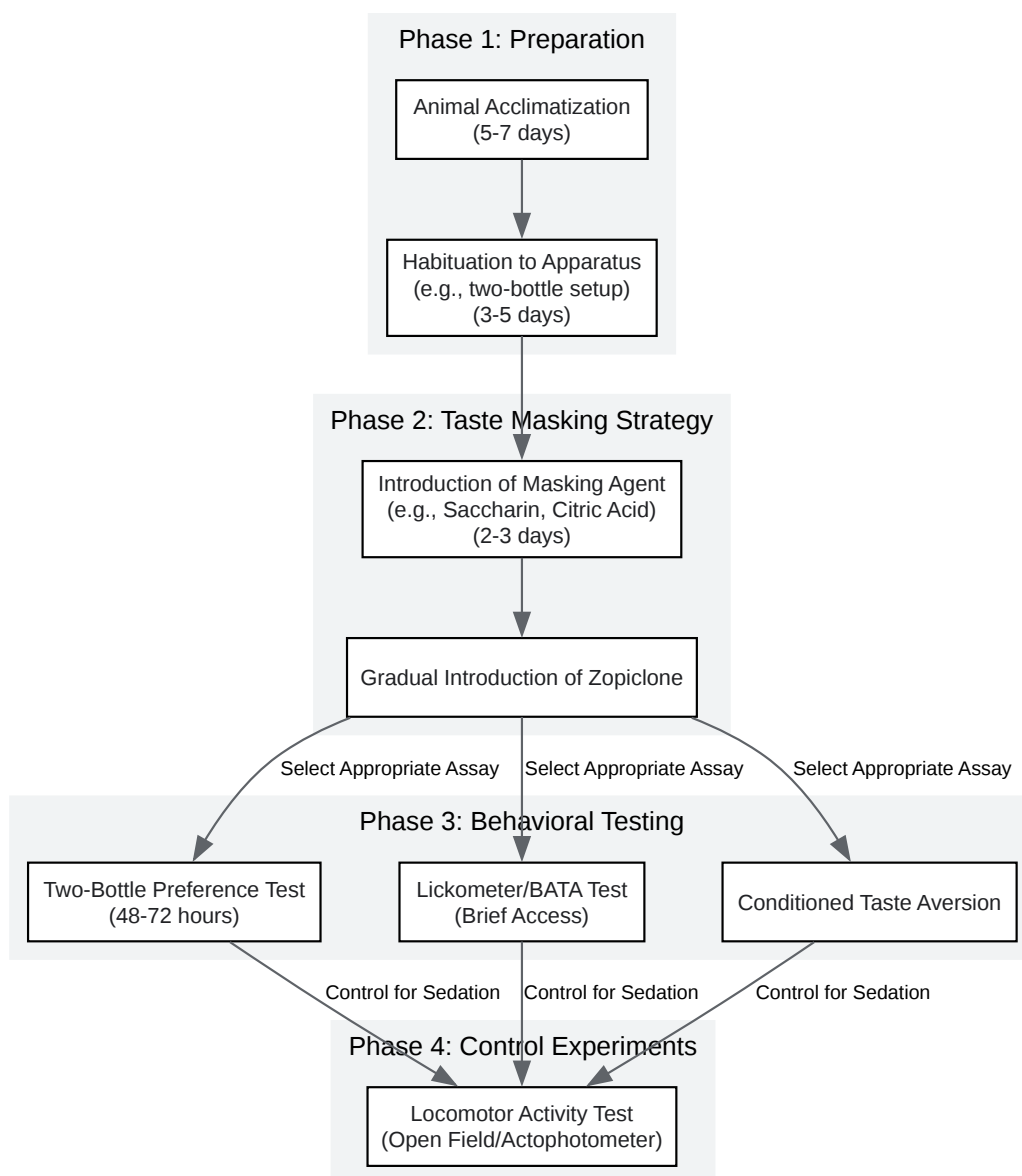 Phase 1: Preparation
Animal Acclimatization
(5-7 days)
Habituation to Apparatus
(e.g., two-bottle setup)
(3-5 days)
Phase 2: Taste Masking Strategy
Introduction of Masking Agent
(e.g., Saccharin, Citric Acid)
(2-3 days)
Gradual Introduction of Zopiclone
Select Appropriate Assay
Select Appropriate Assay
Select Appropriate Assay
Phase 3: Behavioral Testing
Two-Bottle Preference Test
(48-72 hours)
Lickometer/BATA Test
(Brief Access)
Conditioned Taste Aversion
Control for Sedation
Control for Sedation
Control for Sedation
Phase 4: Control Experiments
Locomotor Activity Test
(Open Field/Actophotometer)